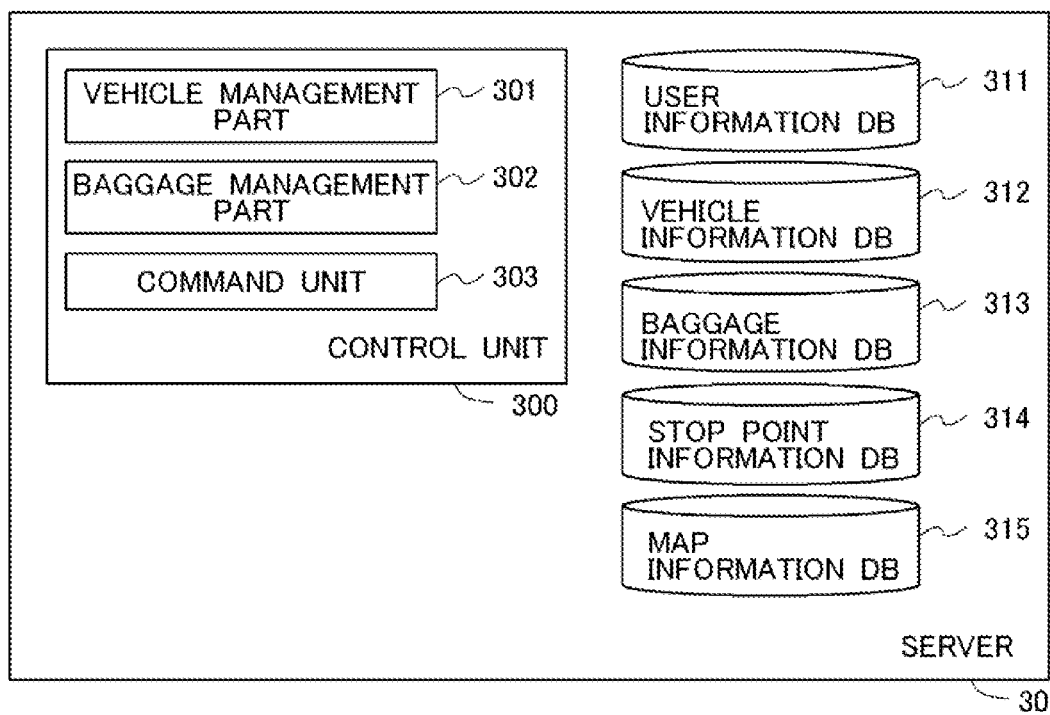 VEHICLE MANAGEMENT
PART
301
BAGGAGE MANAGEMENT
PART
302
COMMAND UNIT
303
CONTROL UNIT
300
USER
INFORMATION DB
311
VEHICLE
INFORMATION DB
312
BAGGAGE
INFORMATION DB
313
STOP POINT
INFORMATION DB
314
MAP
INFORMATION DB
315
SERVER
30